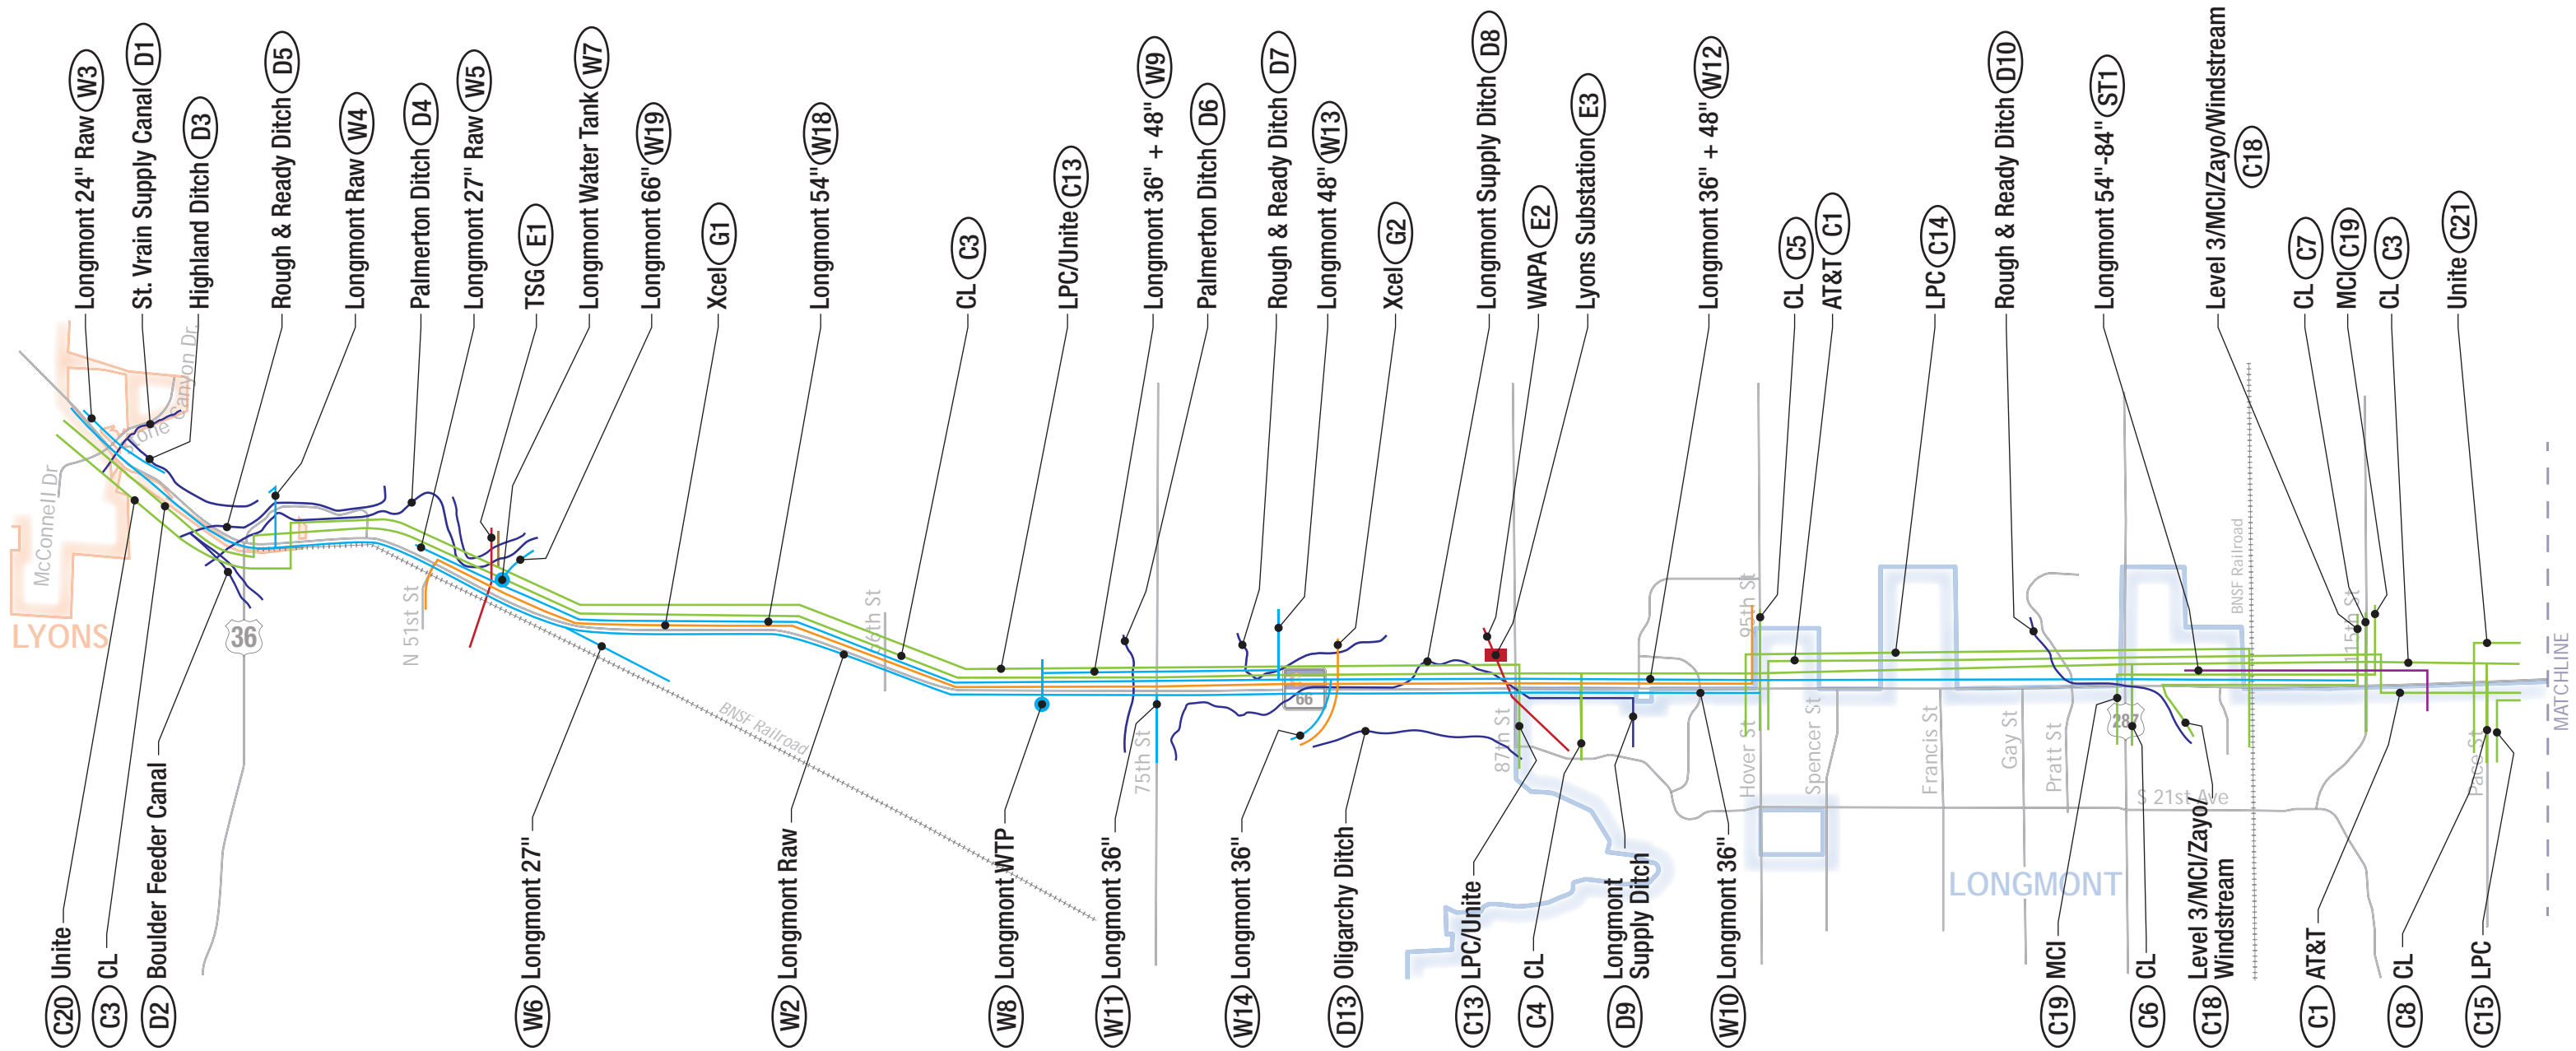 Longmont 24" Raw W3
St. Vrain Supply Canal D1
Highland Ditch D3
Rough & Ready Ditch D5
Longmont Raw W4
Palmerton Ditch D4
Longmont 27" Raw W5
TSG E1
Longmont Water Tank W7
Longmont 66" W19
Xcel G1
Longmont 54" W18
CL C3
LPC/Unite C13
Longmont 36" + 48" W9
Palmerton Ditch D6
Rough & Ready Ditch D7
Longmont 48" W13
Xcel G2
Longmont Supply Ditch D8
WAPA E2
Lyons Substation E3
Longmont 36" + 48" W12
CL C5
AT&T C1
LPC C14
Rough & Ready Ditch D10
Longmont 54"-84" ST1
Level 3/MCI/Zayo/Windstream
C18
CL C7
MCI C19
CL C3
Unite C21
Stone Canyon Dr.
McConnell Dr
LYONS
36
N 51st St
66th St
BNSF Railroad
75th St
66
87th St
95th St
Hover St
Spencer St
Francis St
Gay St
Pratt St
287
S 21st Ave
BNSF Railroad
115th St
Pace St
LONGMONT
MATCHLINE
C20 Unite
C3 CL
D2 Boulder Feeder Canal
W6 Longmont 27"
W2 Longmont Raw
W8 Longmont WTP
W11 Longmont 36"
W14 Longmont 36"
D13 Oligarchy Ditch
C13 LPC/Unite
C4 CL
D9 Longmont
Supply Ditch
W10 Longmont 36"
C19 MCI
C6 CL
C18 Level 3/MCI/Zayo/
Windstream
C1 AT&T
C8 CL
C15 LPC